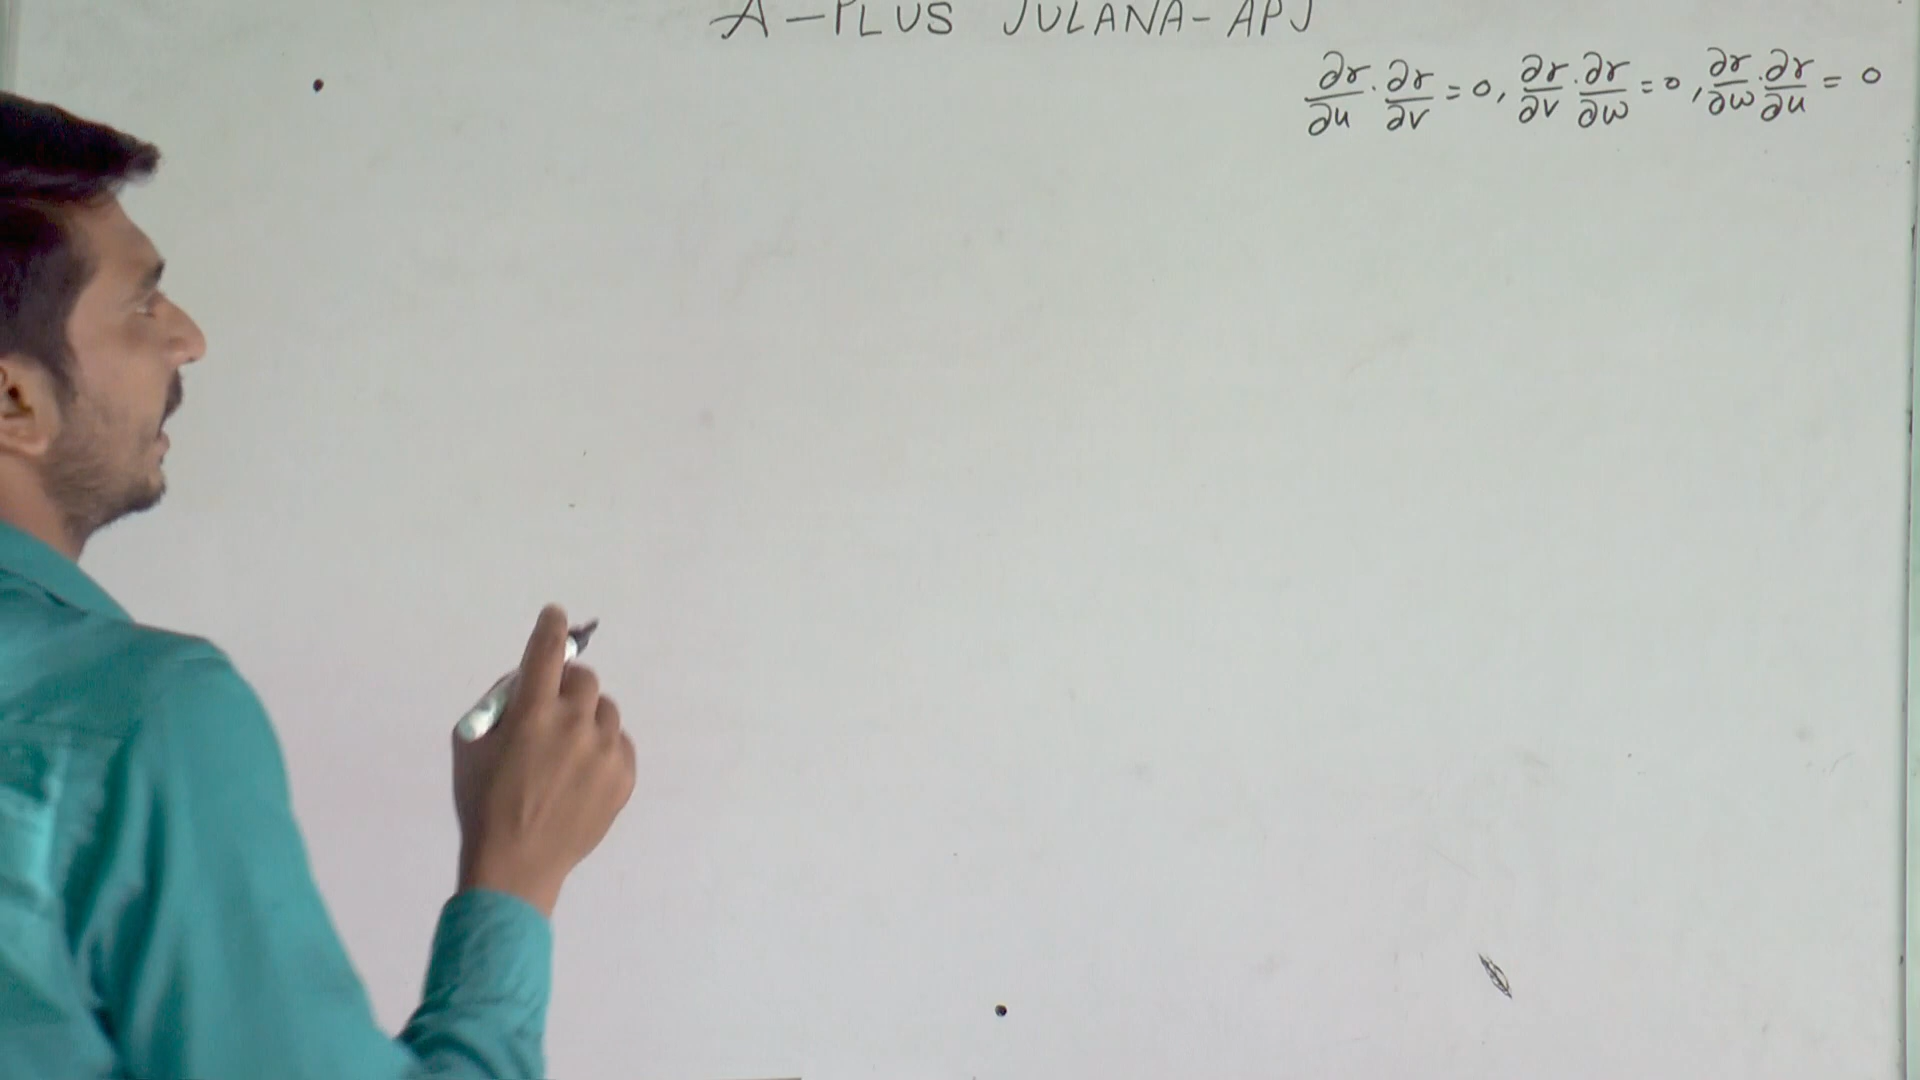 A-PLUS JULANA-APJ
∂r/∂u · ∂r/∂v = 0, ∂r/∂v · ∂r/∂w = 0, ∂r/∂w · ∂r/∂u = 0